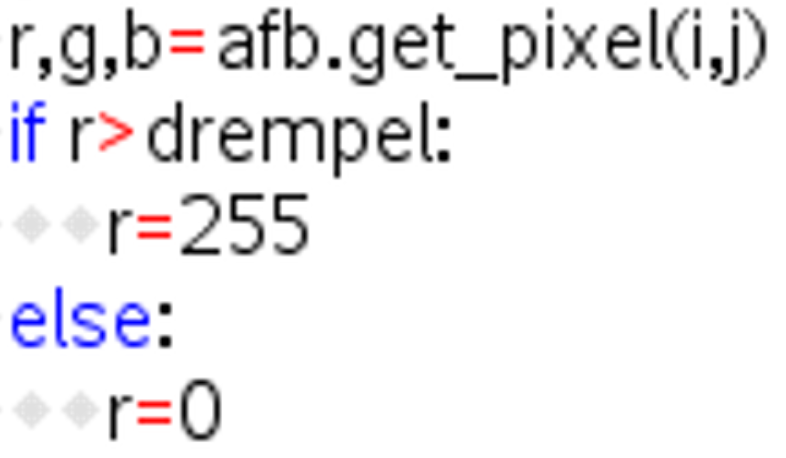 r,g,b=afb.get_pixel(i,j)
if r>drempel:
r=255
else:
r=0